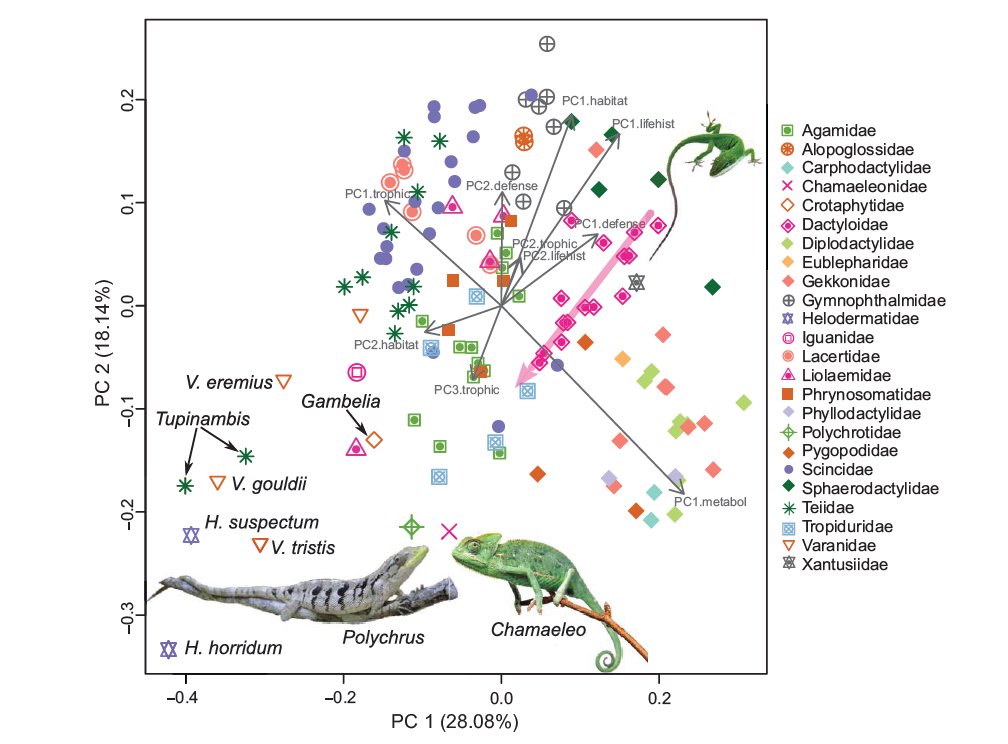 0.2
0.1
0.0
−0.1
−0.2
−0.3
PC 2 (18.14%)
PC1.habitat
PC1.lifehist
PC1.trophic
PC2.defense
PC1.defense
PC2.trophic
PC2.lifehist
PC2.habitat
PC3.trophic
PC1.metabol
V. eremius
Gambelia
Tupinambis
V. gouldii
H. suspectum
V. tristis
Polychrus
Chamaeleo
H. horridum
−0.4
−0.2
0.0
0.2
PC 1 (28.08%)
Agamidae
Alopoglossidae
Carphodactylidae
Chamaeleonidae
Crotaphytidae
Dactyloidae
Diplodactylidae
Eublepharidae
Gekkonidae
Gymnophthalmidae
Helodermatidae
Iguanidae
Lacertidae
Liolaemidae
Phrynosomatidae
Phyllodactylidae
Polychrotidae
Pygopodidae
Scincidae
Sphaerodactylidae
Teiidae
Tropiduridae
Varanidae
Xantusiidae